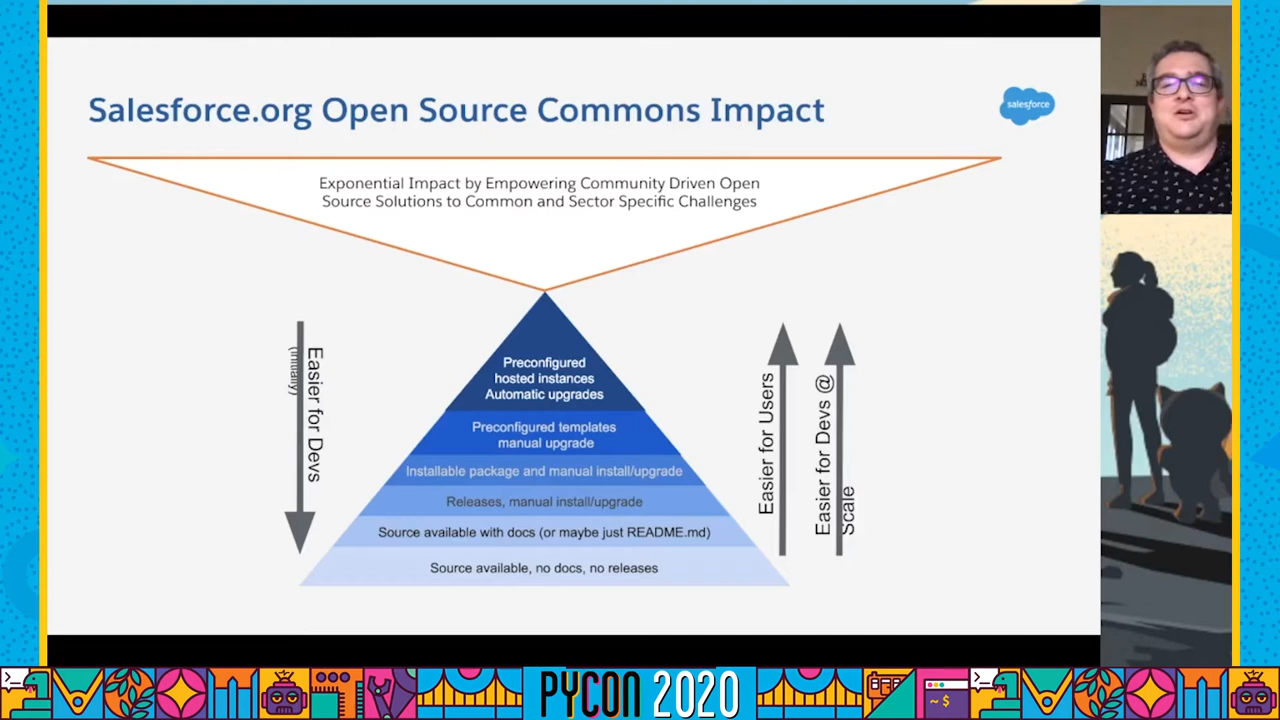 Salesforce.org Open Source Commons Impact
salesforce
Exponential Impact by Empowering Community Driven Open
Source Solutions to Common and Sector Specific Challenges
Easier for Devs
(initially)
Preconfigured
hosted instances
Automatic upgrades
Preconfigured templates
manual upgrade
Installable package and manual install/upgrade
Releases, manual install/upgrade
Source available with docs (or maybe just README.md)
Source available, no docs, no releases
Easier for Users
Easier for Devs @
Scale
~$
PYCON 2020